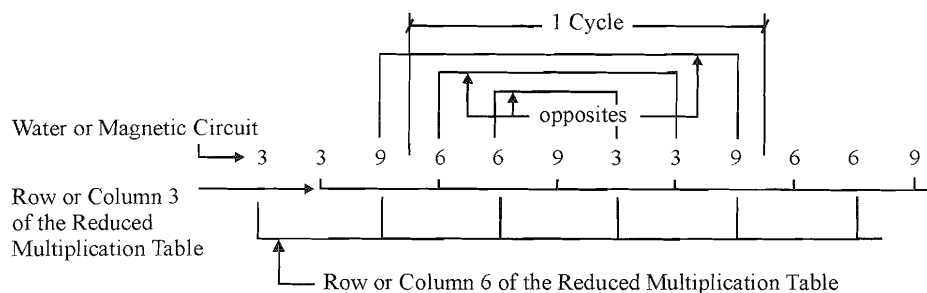 1 Cycle
opposites
Water or Magnetic Circuit
3 3 9 6 6 9 3 3 9 6 6 9
Row or Column 3
of the Reduced
Multiplication Table
Row or Column 6 of the Reduced Multiplication Table